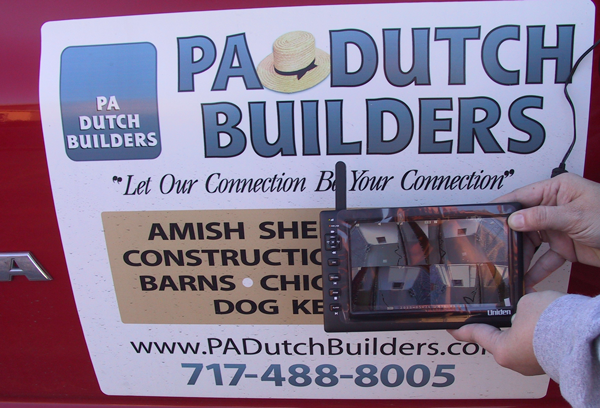 PA DUTCH
BUILDERS
PA
DUTCH
BUILDERS
"Let Our Connection Be Your Connection"
AMISH SHE
CONSTRUCTIO
BARNS • CHIC
DOG KE
www.PADutchBuilders.co
717-488-8005
Uniden
A